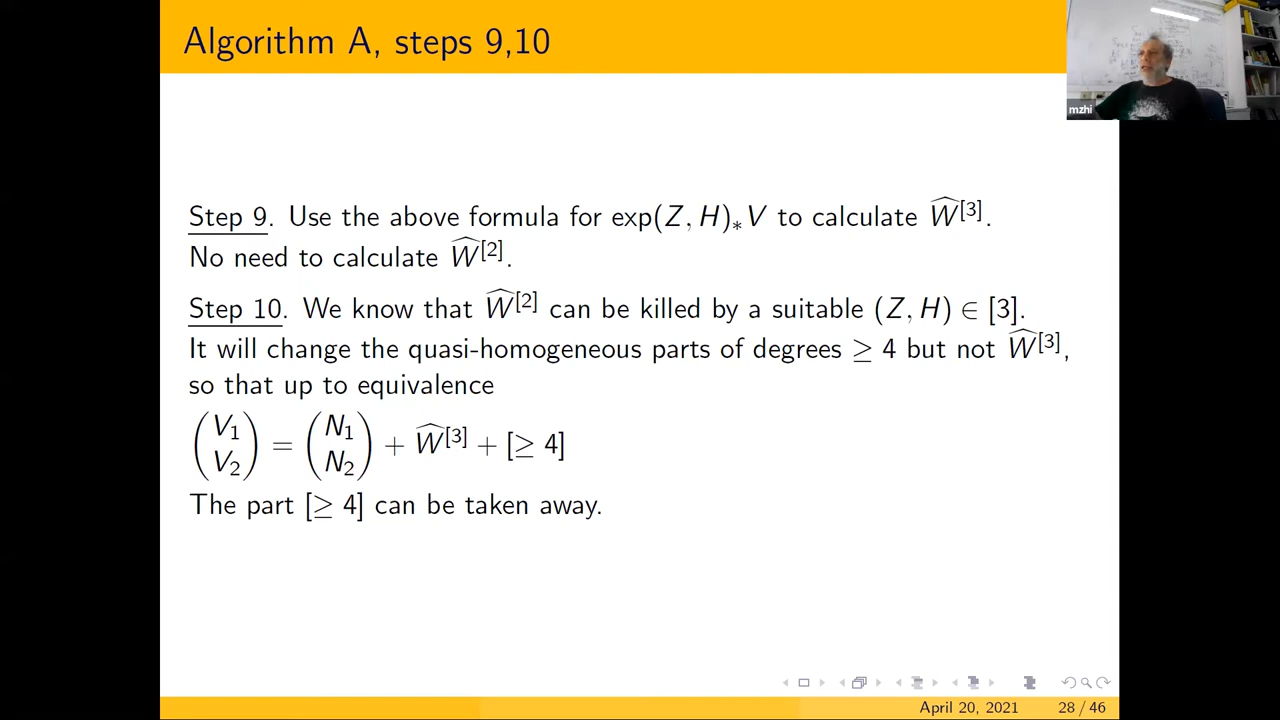 Algorithm A, steps 9,10
mzhi
Step 9. Use the above formula for exp(Z, H)∗V to calculate Ŵ^[3].
No need to calculate Ŵ^[2].
Step 10. We know that Ŵ^[2] can be killed by a suitable (Z, H) ∈ [3].
It will change the quasi-homogeneous parts of degrees ≥ 4 but not Ŵ^[3],
so that up to equivalence
(V₁ V₂) = (N₁ N₂) + Ŵ^[3] + [≥ 4]
The part [≥ 4] can be taken away.
April 20, 2021 28 / 46